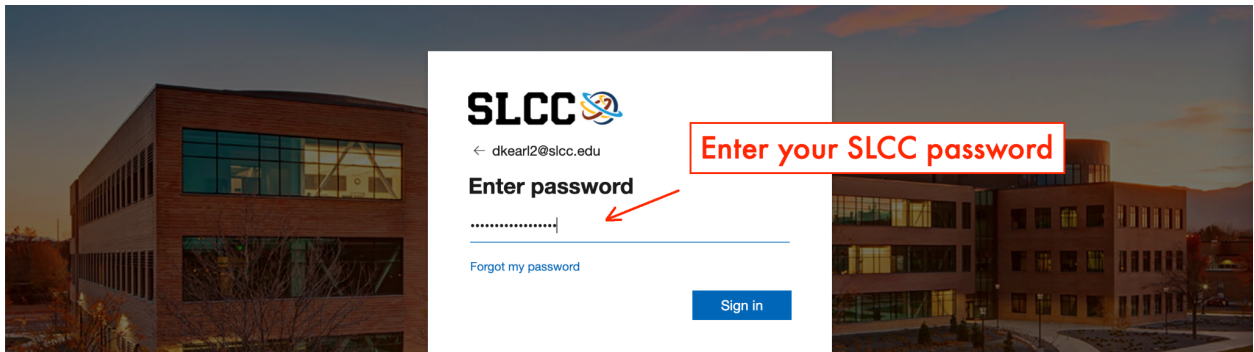 SLCC
← dkearl2@slcc.edu
Enter your SLCC password
Enter password
••••••••••••••••••
Forgot my password
Sign in